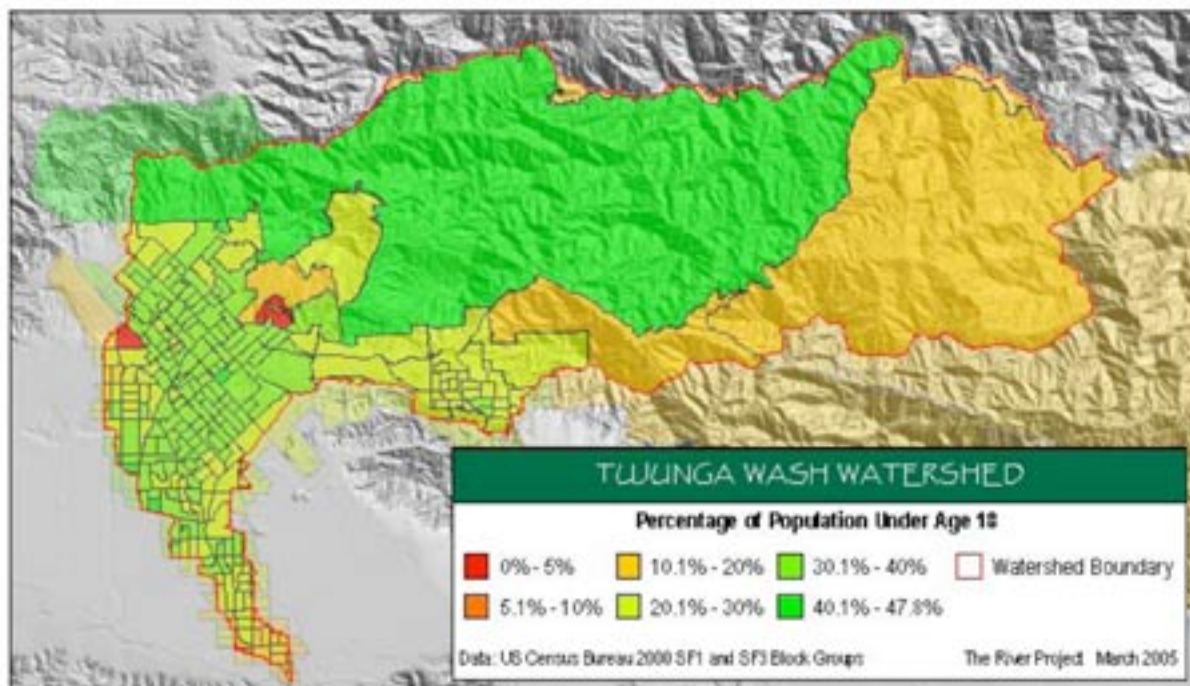 TUJUNGA WASH WATERSHED
Percentage of Population Under Age 18
0% - 5%
10.1% - 20%
30.1% - 40%
Watershed Boundary
5.1% - 10%
20.1% - 30%
40.1% - 47.8%
Data: US Census Bureau 2000 SF1 and SF3 Block Groups
The River Project March 2005